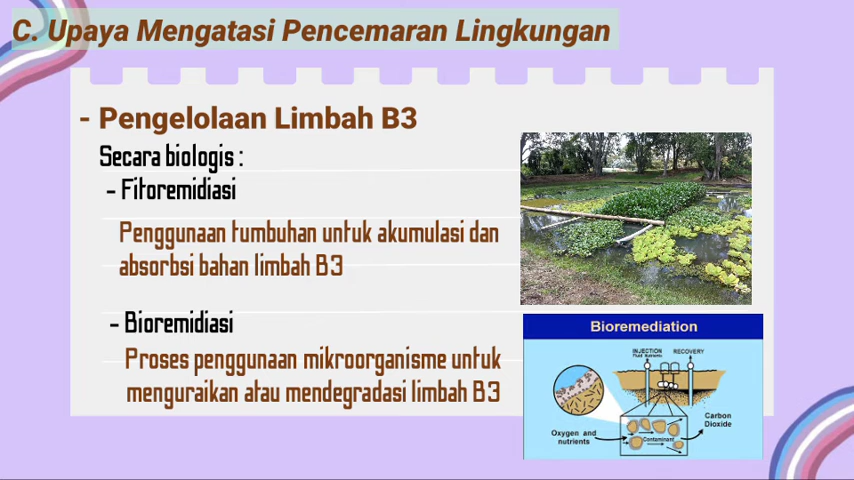 C. Upaya Mengatasi Pencemaran Lingkungan
- Pengelolaan Limbah B3
Secara biologis :
- Fitoremidiasi
Penggunaan tumbuhan untuk akumulasi dan
absorbsi bahan limbah B3
- Bioremidiasi
Proses penggunaan mikroorganisme untuk
menguraikan atau mendegradasi limbah B3
Bioremediation
INJECTION
Fluid Nutrients
RECOVERY
Oxygen and
nutrients
Contaminant
Carbon
Dioxide